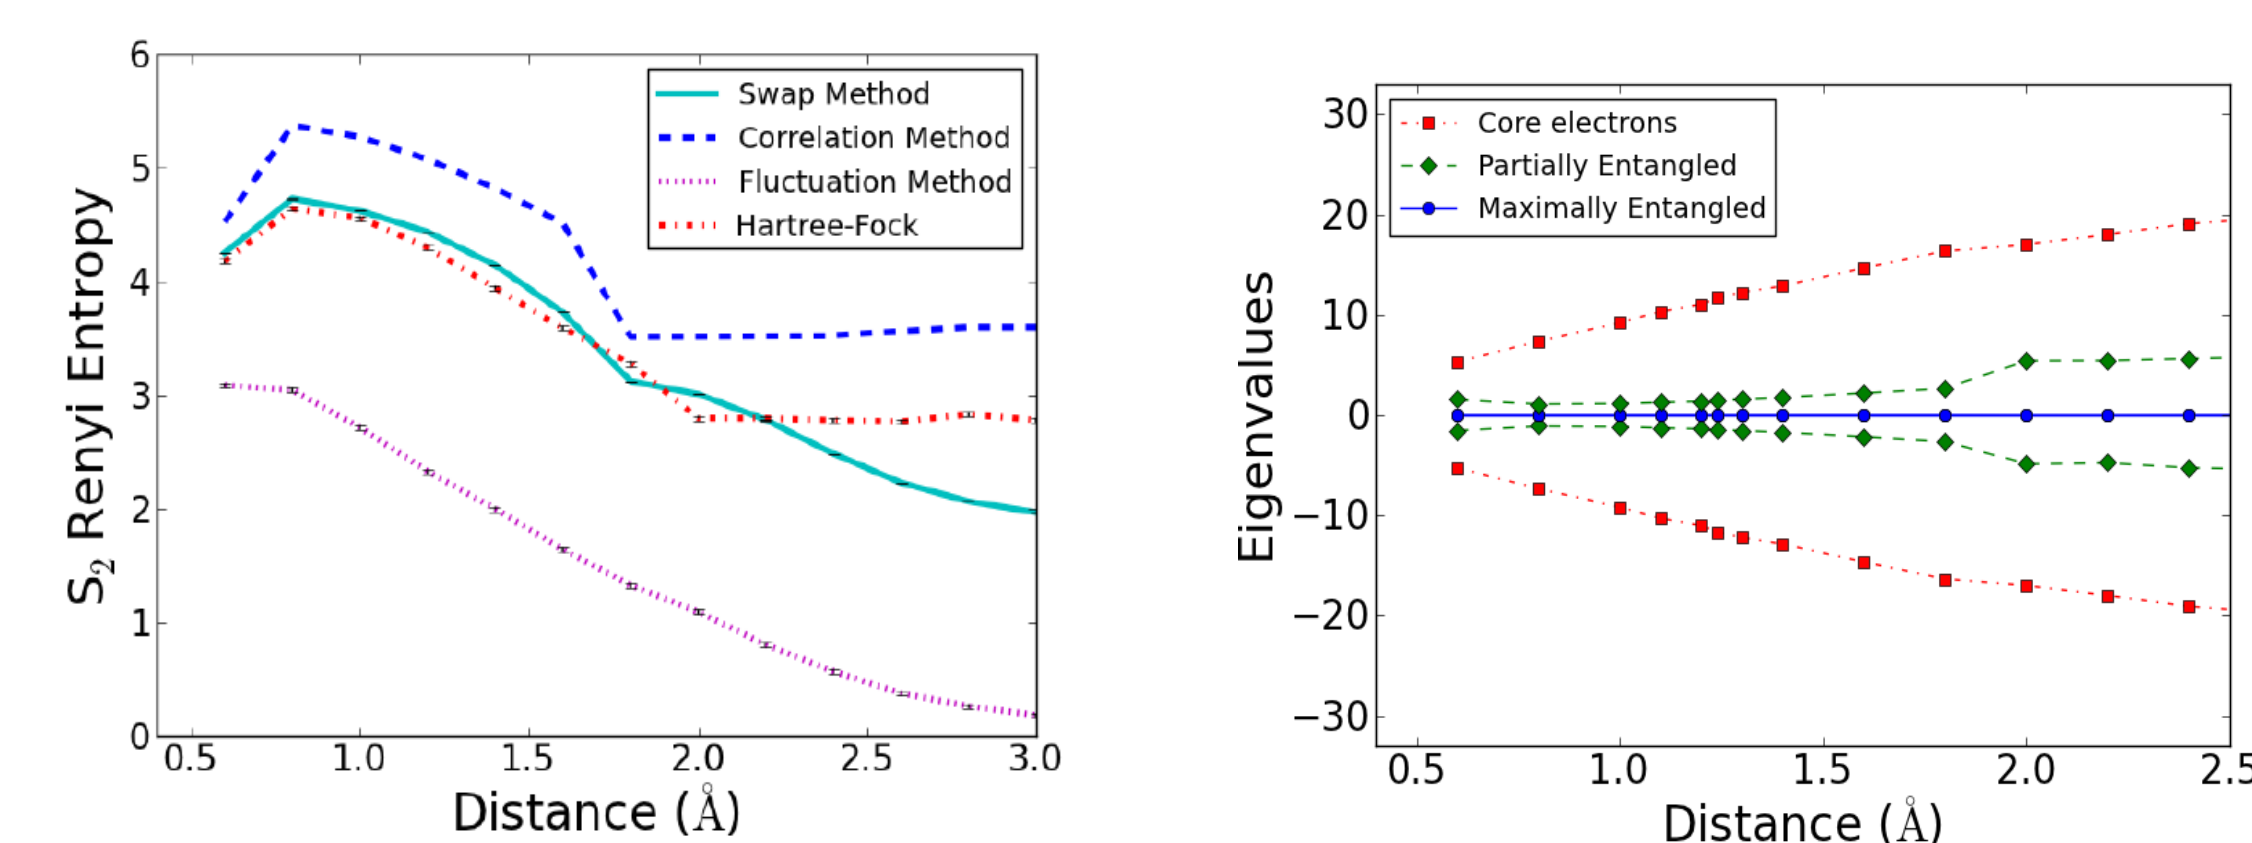 6
5
4
3
2
1
0
S2 Renyi Entropy
Swap Method
Correlation Method
Fluctuation Method
Hartree-Fock
0.5 1.0 1.5 2.0 2.5 3.0
Distance (Å)
30
20
10
0
−10
−20
−30
Eigenvalues
Core electrons
Partially Entangled
Maximally Entangled
0.5 1.0 1.5 2.0 2.5
Distance (Å)